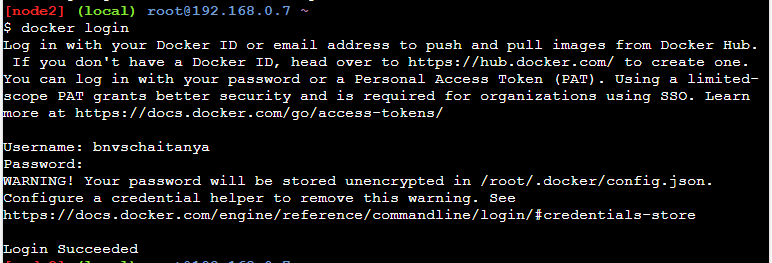 [node2] (local) root@192.168.0.7 ~
$ docker login
Log in with your Docker ID or email address to push and pull images from Docker Hub.
If you don't have a Docker ID, head over to https://hub.docker.com/ to create one.
You can log in with your password or a Personal Access Token (PAT). Using a limited-
scope PAT grants better security and is required for organizations using SSO. Learn
more at https://docs.docker.com/go/access-tokens/
Username: bnvschaitanya
Password:
WARNING! Your password will be stored unencrypted in /root/.docker/config.json.
Configure a credential helper to remove this warning. See
https://docs.docker.com/engine/reference/commandline/login/#credentials-store
Login Succeeded